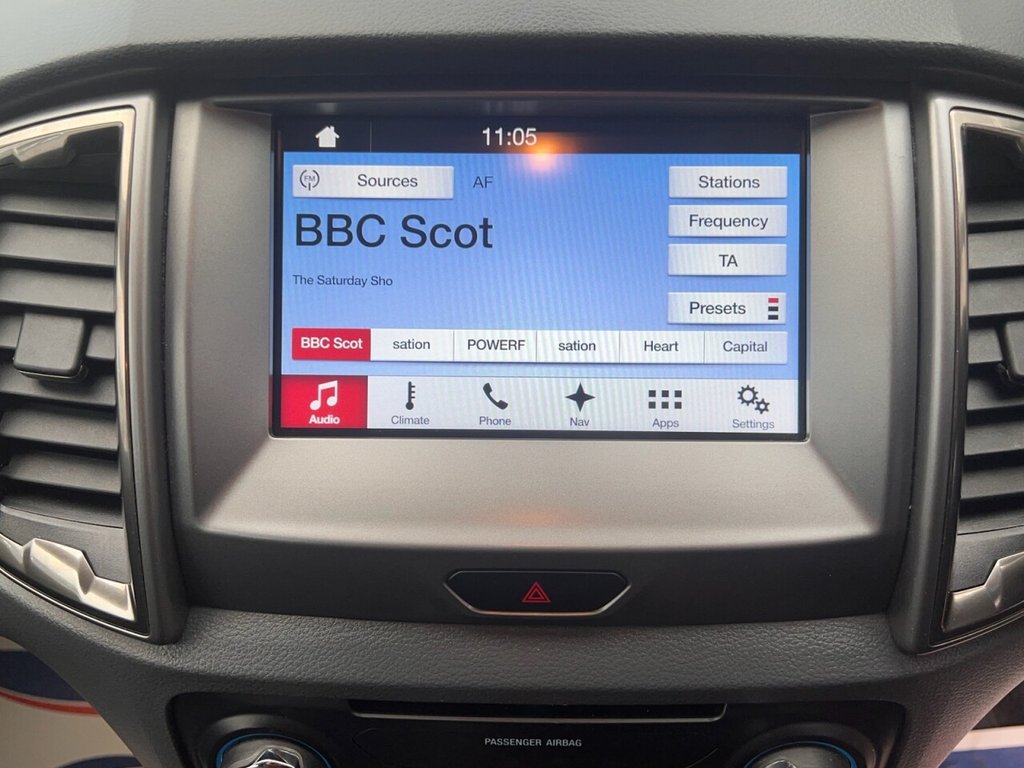 11:05
FM Sources AF Stations
BBC Scot
Frequency
TA
The Saturday Sho
Presets
BBC Scot sation POWERF sation Heart Capital
Audio Climate Phone Nav Apps Settings
PASSENGER AIRBAG